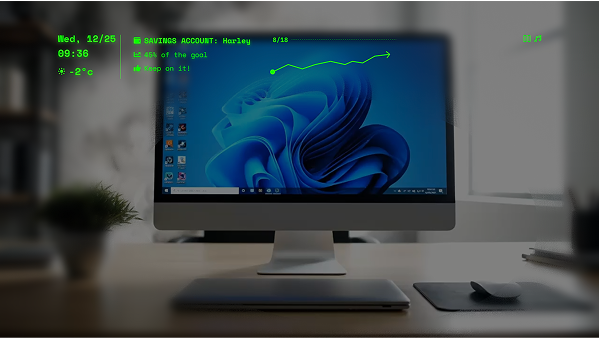 Wed, 12/25
09:36
-2°c
SAVINGS ACCOUNT: Harley
45% of the goal
Keep on it!
8/18